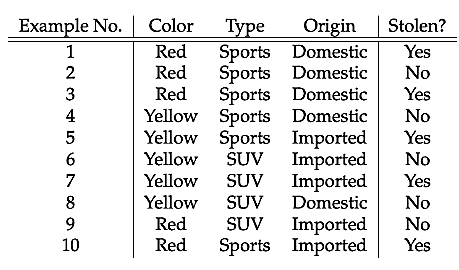 Example No. Color Type Origin Stolen?
1 Red Sports Domestic Yes
2 Red Sports Domestic No
3 Red Sports Domestic Yes
4 Yellow Sports Domestic No
5 Yellow Sports Imported Yes
6 Yellow SUV Imported No
7 Yellow SUV Imported Yes
8 Yellow SUV Domestic No
9 Red SUV Imported No
10 Red Sports Imported Yes